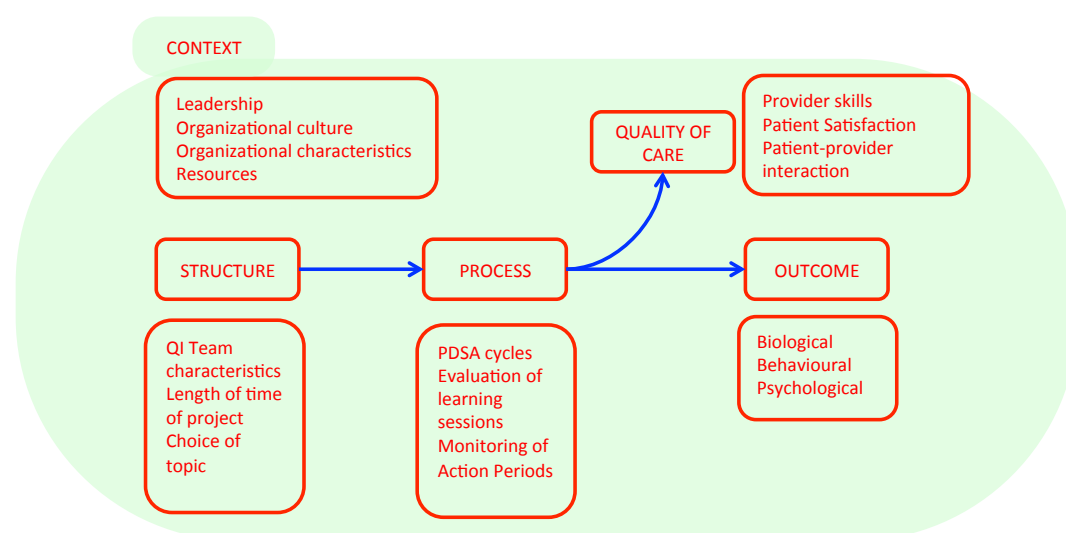 CONTEXT
Leadership
Organizational culture
Organizational characteristics
Resources
QUALITY OF
CARE
Provider skills
Patient Satisfaction
Patient-provider
interaction
STRUCTURE
PROCESS
OUTCOME
QI Team
characteristics
Length of time
of project
Choice of
topic
PDSA cycles
Evaluation of
learning
sessions
Monitoring of
Action Periods
Biological
Behavioural
Psychological